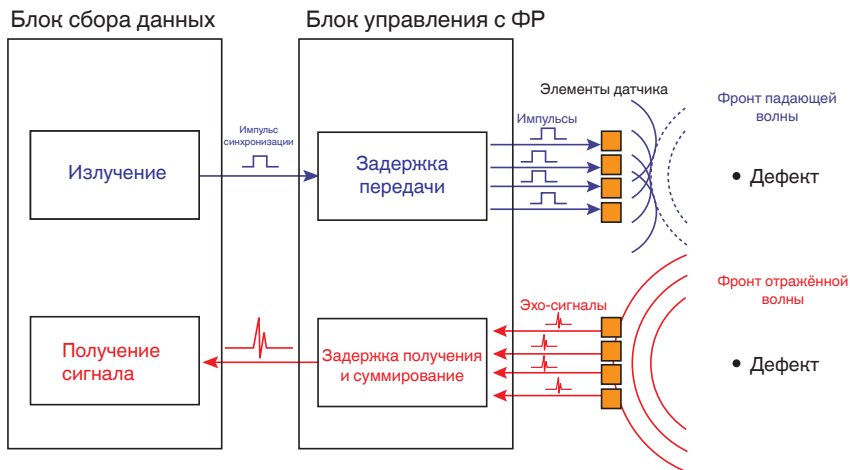 Блок сбора данных
Блок управления с ФР
Элементы датчика
Фронт падающей
волны
Импульс
синхронизации
Импульсы
Излучение
Задержка
передачи
• Дефект
Фронт отражённой
волны
Эхо-сигналы
Получение
сигнала
Задержка получения
и суммирование
• Дефект